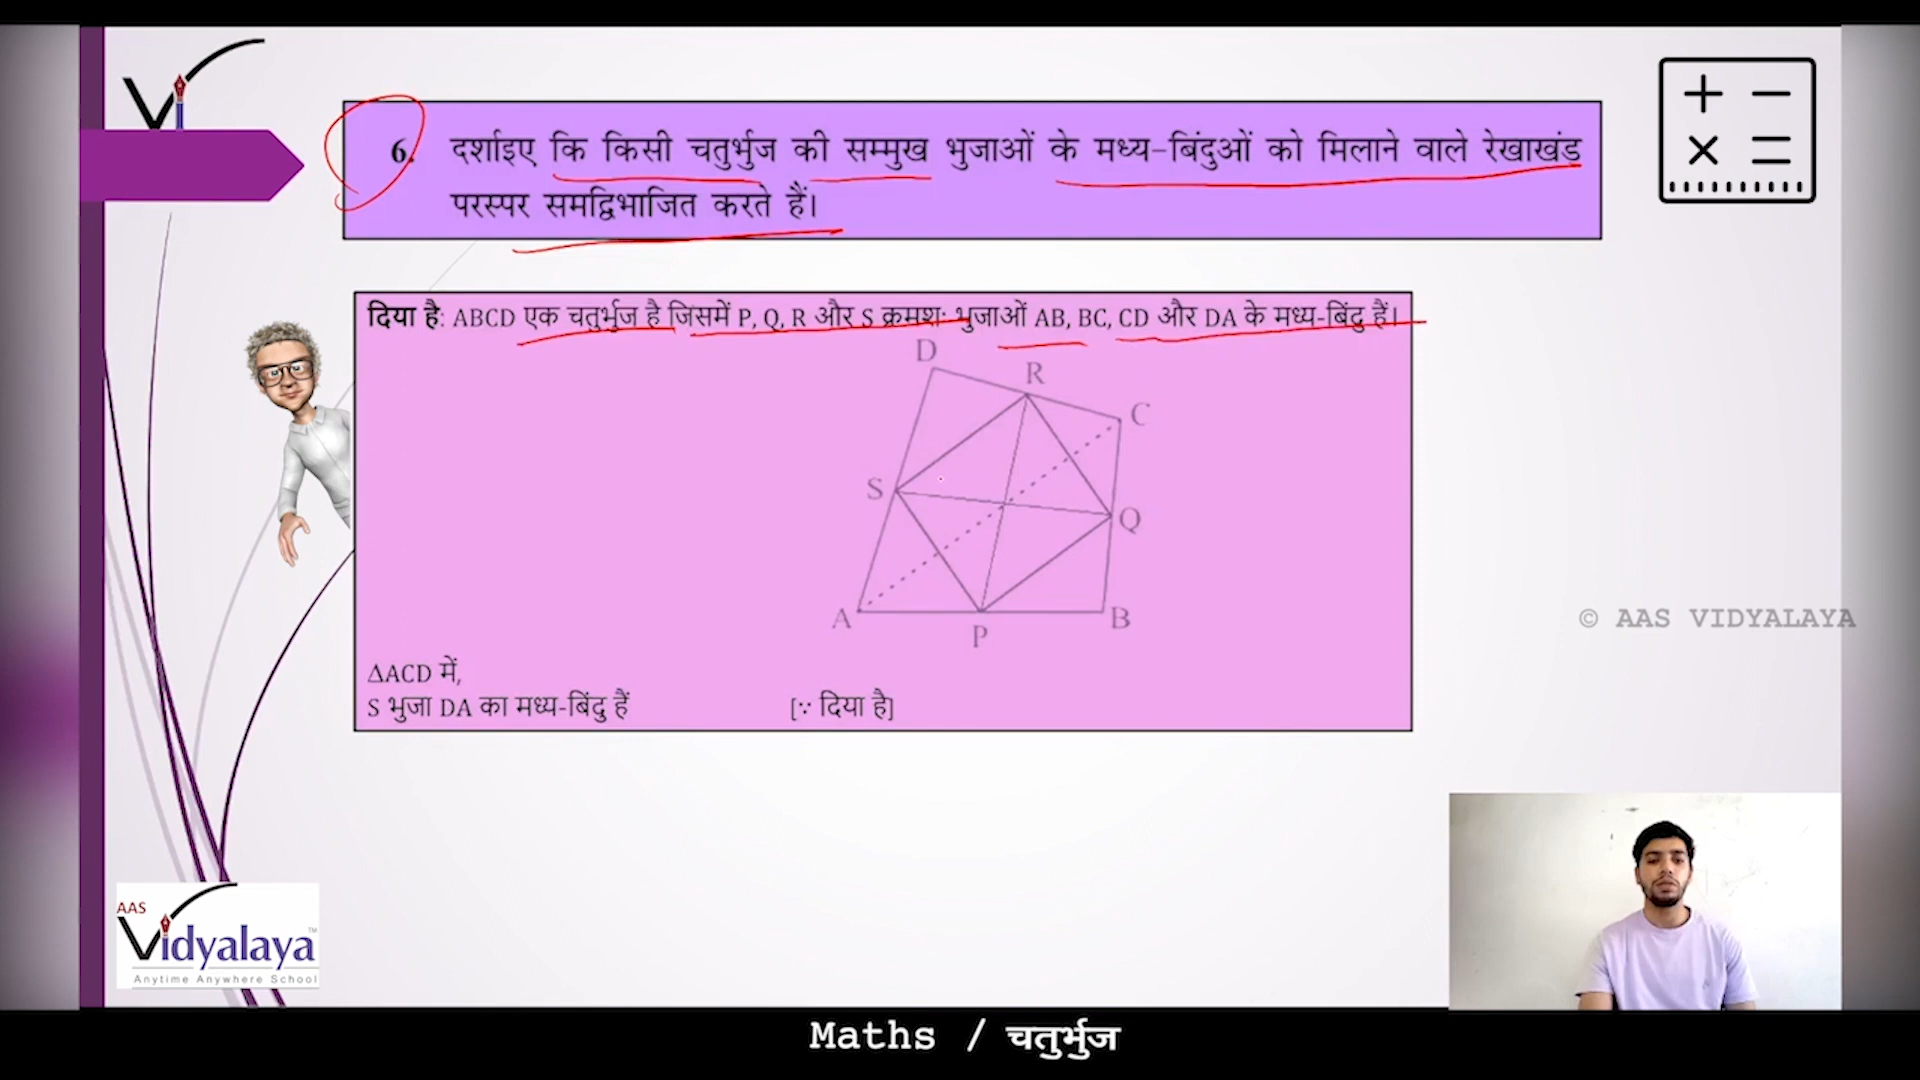 6. दर्शाइए कि किसी चतुर्भुज की सम्मुख भुजाओं के मध्य-बिंदुओं को मिलाने वाले रेखाखंड
परस्पर समद्विभाजित करते हैं।
दिया है: ABCD एक चतुर्भुज है जिसमें P, Q, R और S क्रमशः भुजाओं AB, BC, CD और DA के मध्य-बिंदु हैं।
D
R
C
S
Q
A
P
B
© AAS VIDYALAYA
ΔACD में,
S भुजा DA का मध्य-बिंदु हैं [∵ दिया है]
AAS
Vidyalaya™
Anytime Anywhere School
Maths / चतुर्भुज